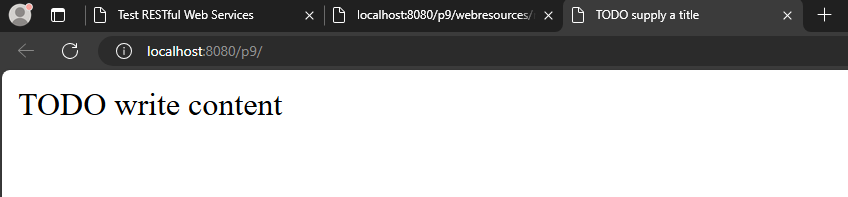 Test RESTful Web Services
localhost:8080/p9/webresources/
TODO supply a title
localhost:8080/p9/
TODO write content